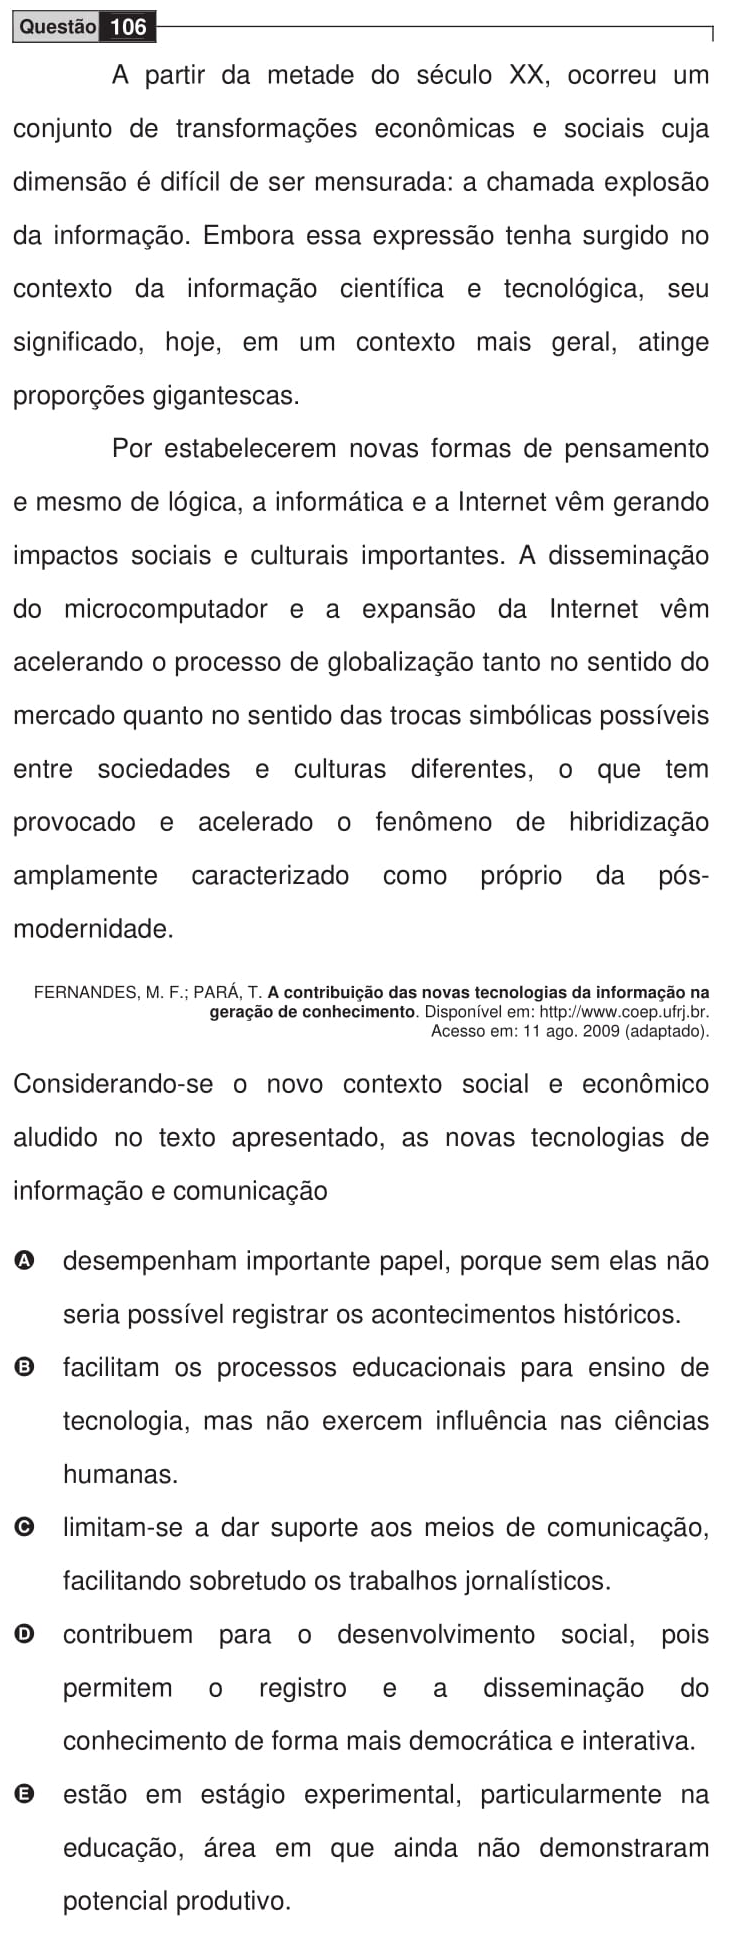 Questão 106
A partir da metade do século XX, ocorreu um
conjunto de transformações econômicas e sociais cuja
dimensão é difícil de ser mensurada: a chamada explosão
da informação. Embora essa expressão tenha surgido no
contexto da informação científica e tecnológica, seu
significado, hoje, em um contexto mais geral, atinge
proporções gigantescas.
Por estabelecerem novas formas de pensamento
e mesmo de lógica, a informática e a Internet vêm gerando
impactos sociais e culturais importantes. A disseminação
do microcomputador e a expansão da Internet vêm
acelerando o processo de globalização tanto no sentido do
mercado quanto no sentido das trocas simbólicas possíveis
entre sociedades e culturas diferentes, o que tem
provocado e acelerado o fenômeno de hibridização
amplamente caracterizado como próprio da pós-
modernidade.
FERNANDES, M. F.; PARÁ, T. A contribuição das novas tecnologias da informação na
geração de conhecimento. Disponível em: http://www.coep.ufrj.br.
Acesso em: 11 ago. 2009 (adaptado).
Considerando-se o novo contexto social e econômico
aludido no texto apresentado, as novas tecnologias de
informação e comunicação
A desempenham importante papel, porque sem elas não
seria possível registrar os acontecimentos históricos.
B facilitam os processos educacionais para ensino de
tecnologia, mas não exercem influência nas ciências
humanas.
C limitam-se a dar suporte aos meios de comunicação,
facilitando sobretudo os trabalhos jornalísticos.
D contribuem para o desenvolvimento social, pois
permitem o registro e a disseminação do
conhecimento de forma mais democrática e interativa.
E estão em estágio experimental, particularmente na
educação, área em que ainda não demonstraram
potencial produtivo.